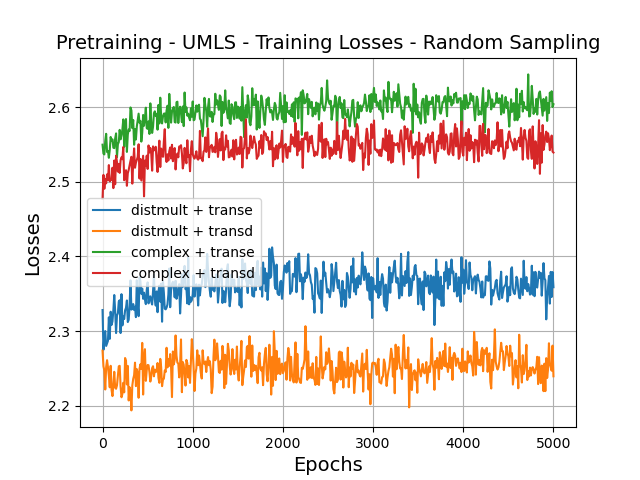 Pretraining - UMLS - Training Losses - Random Sampling
Losses
2.6
2.5
2.4
2.3
2.2
distmult + transe
distmult + transd
complex + transe
complex + transd
0 1000 2000 3000 4000 5000
Epochs